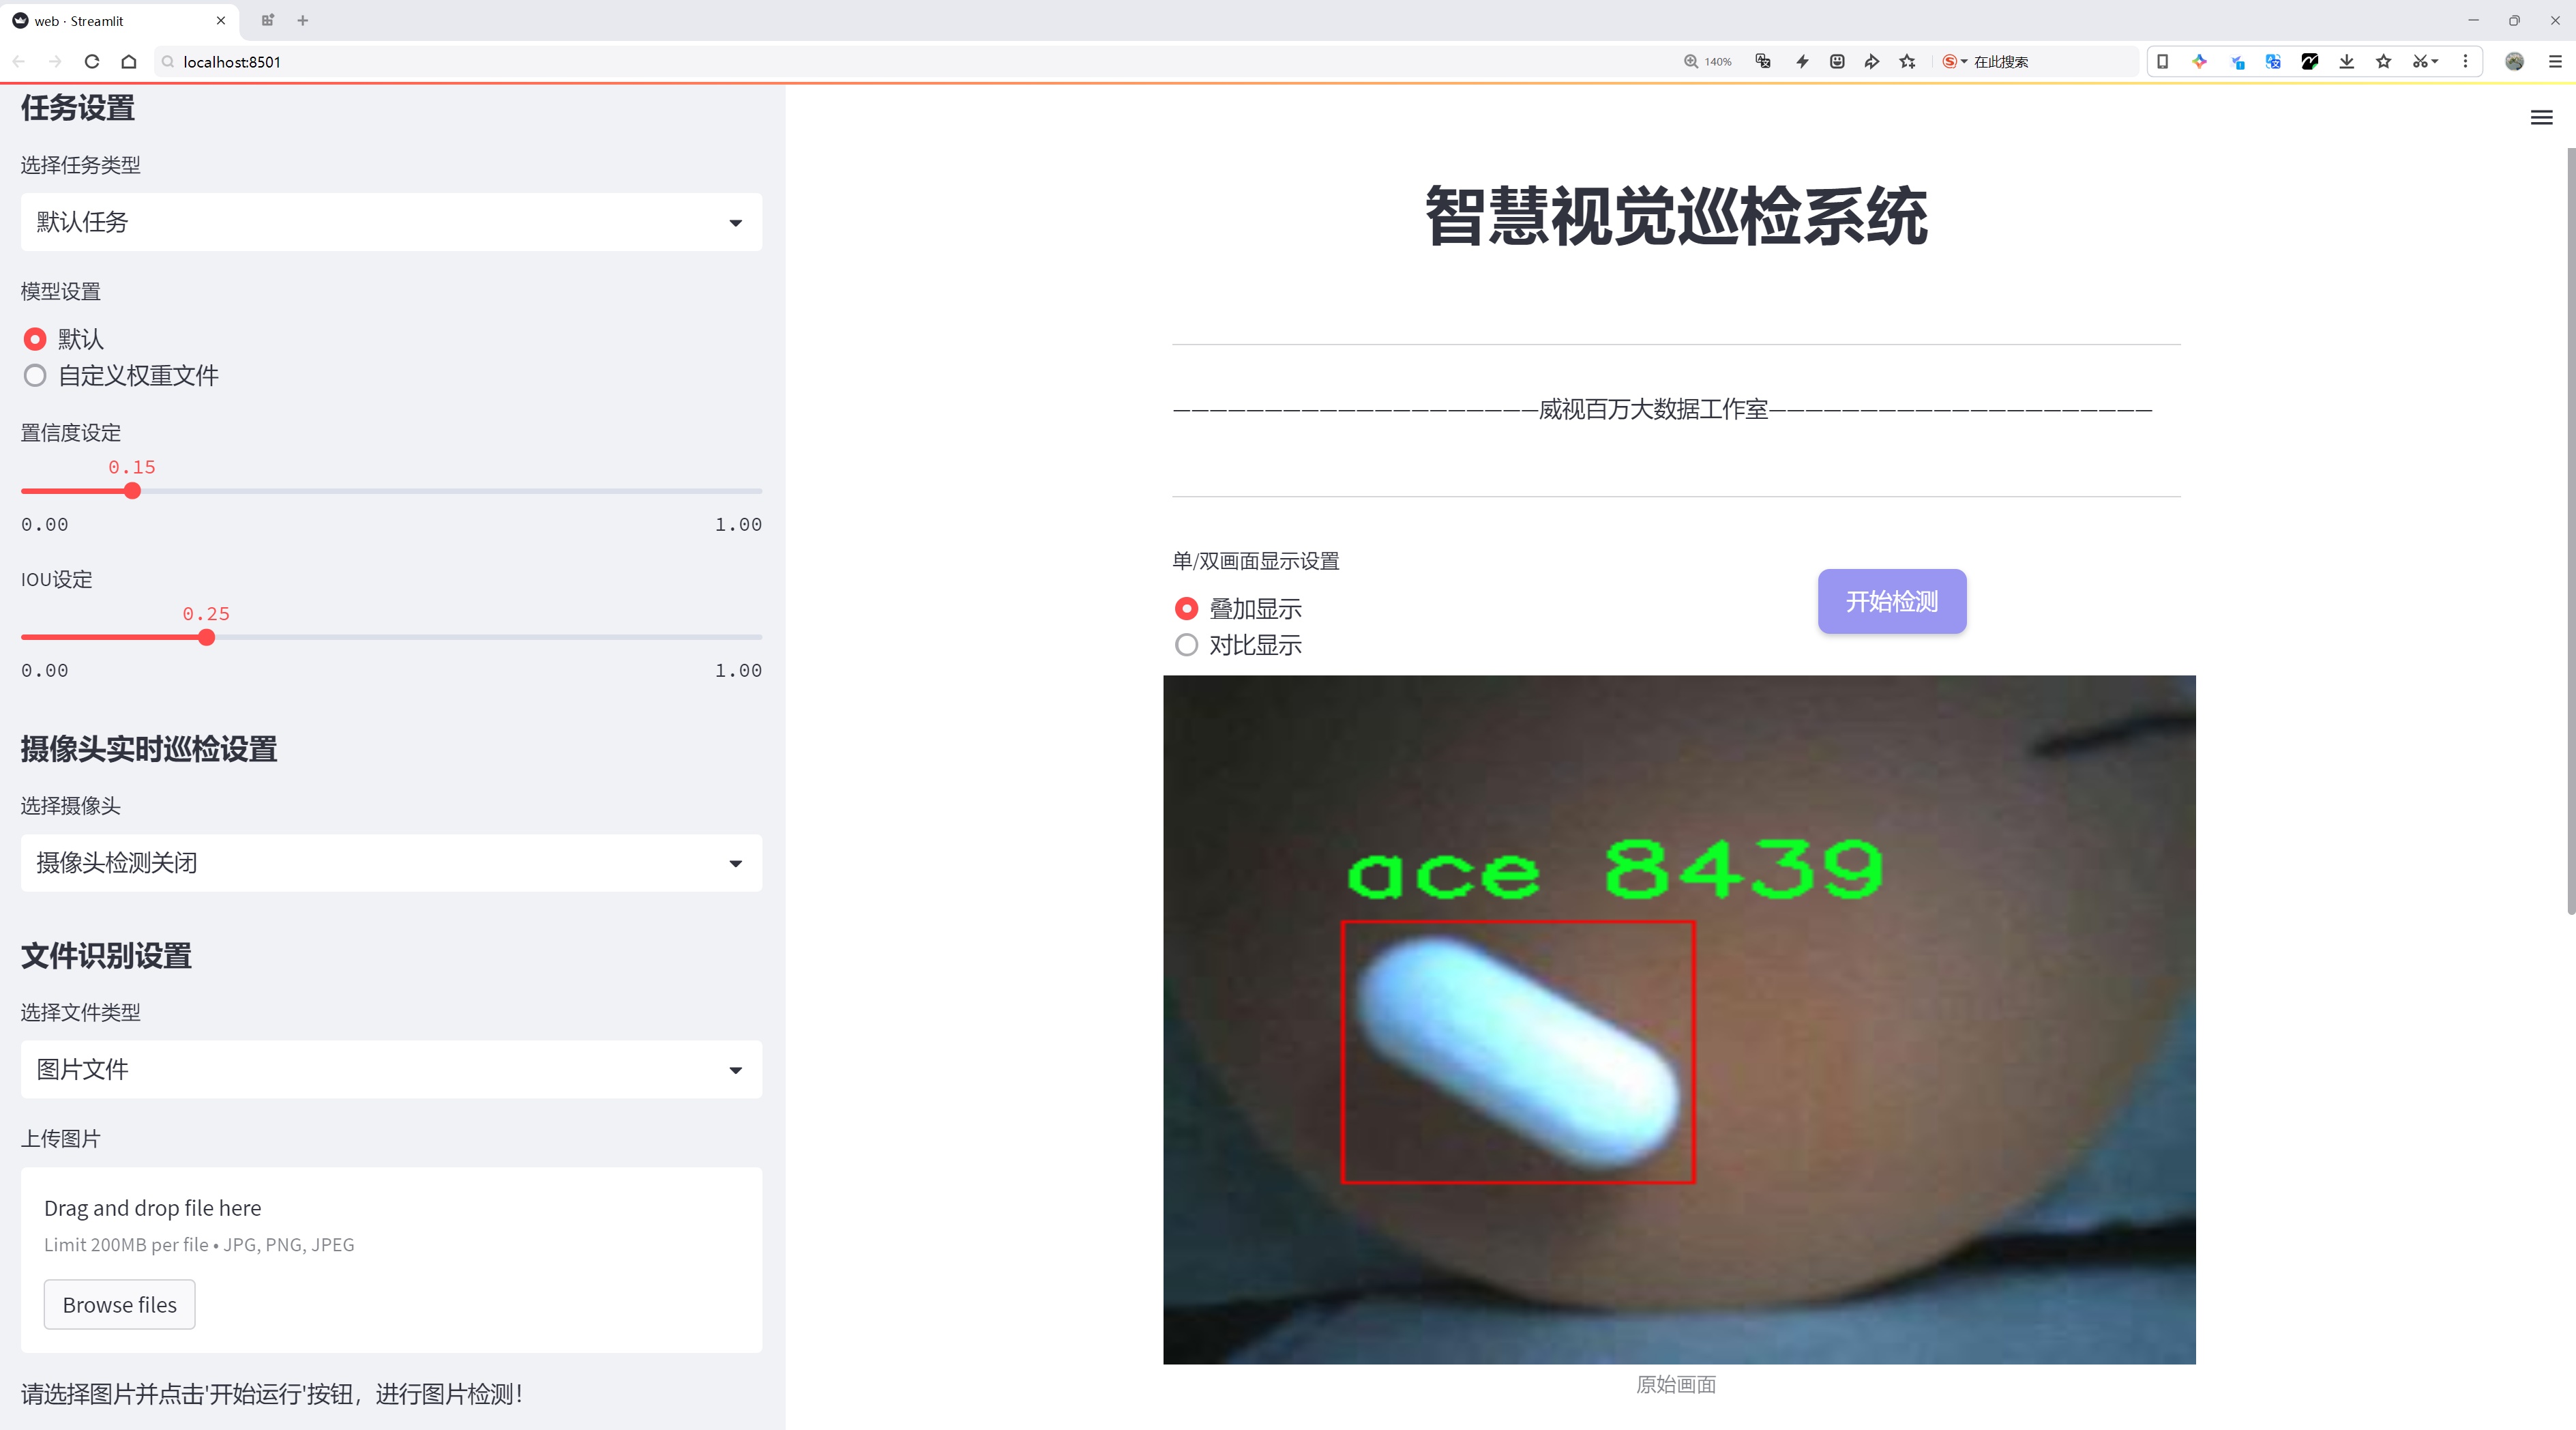 web · Streamlit
localhost:8501
140%
在此搜索
任务设置
选择任务类型
默认任务
模型设置
默认
自定义权重文件
置信度设定
0.15
0.00
1.00
IOU设定
0.25
0.00
1.00
摄像头实时巡检设置
选择摄像头
摄像头检测关闭
文件识别设置
选择文件类型
图片文件
上传图片
Drag and drop file here
Limit 200MB per file • JPG, PNG, JPEG
Browse files
请选择图片并点击'开始运行'按钮，进行图片检测！
智慧视觉巡检系统
————————————————————威视百万大数据工作室—————————————————————
单/双画面显示设置
叠加显示
对比显示
开始检测
ace 8439
原始画面